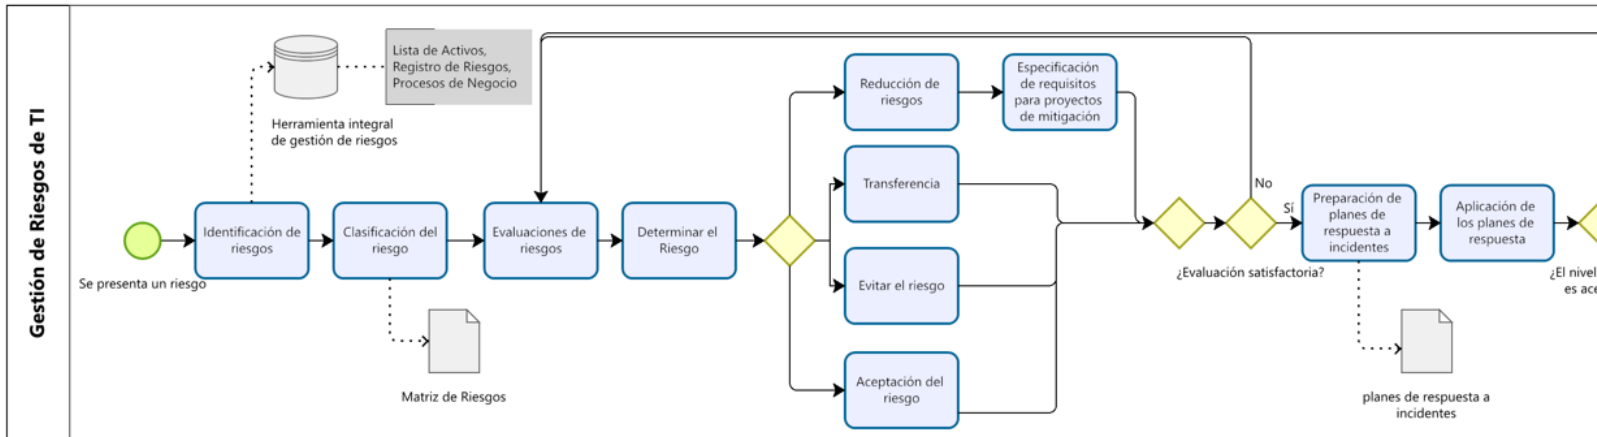 Gestión de Riesgos de TI
Lista de Activos,
Registro de Riesgos,
Procesos de Negocio
Herramienta integral
de gestión de riesgos
Se presenta un riesgo
Identificación de
riesgos
Clasificación del
riesgo
Matriz de Riesgos
Evaluaciones de
riesgos
Determinar el
Riesgo
Reducción de
riesgos
Especificación
de requisitos
para proyectos
de mitigación
Transferencia
Evitar el riesgo
Aceptación del
riesgo
No
Sí
¿Evaluación satisfactoria?
Preparación de
planes de
respuesta a
incidentes
planes de respuesta a
incidentes
Aplicación de
los planes de
respuesta
¿El nivel
es ace